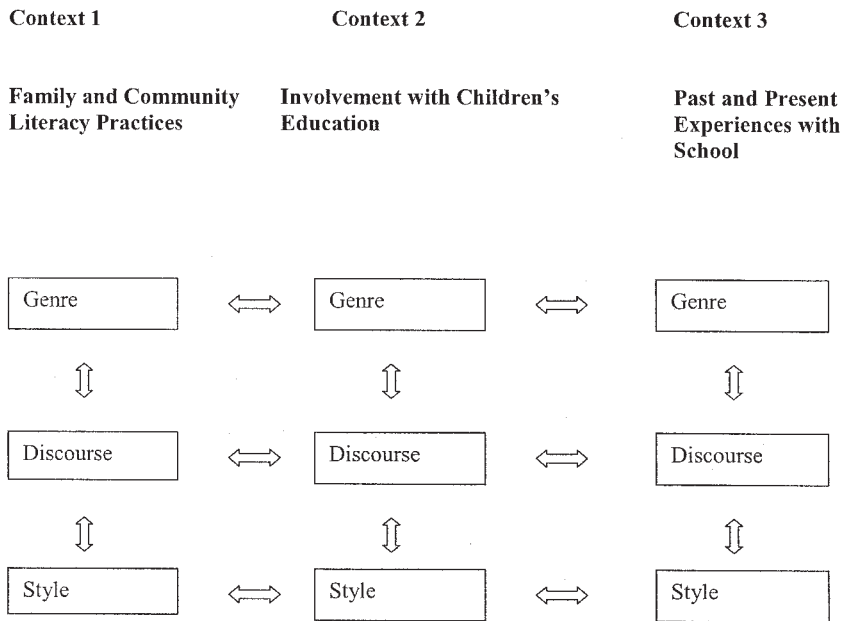 Context 1
Context 2
Context 3
Family and Community
Literacy Practices
Involvement with Children's
Education
Past and Present
Experiences with
School
Genre
Genre
Genre
Discourse
Discourse
Discourse
Style
Style
Style